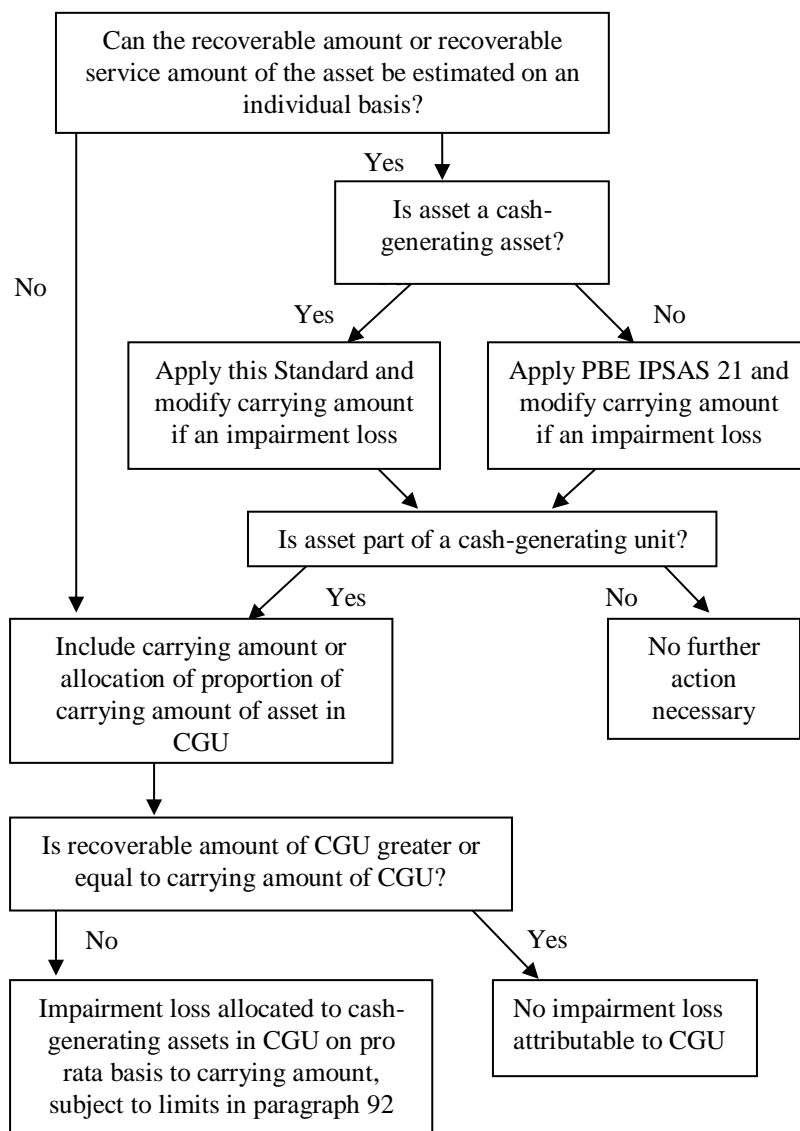 Can the recoverable amount or recoverable
service amount of the asset be estimated on an
individual basis?
Yes
Is asset a cash-
generating asset?
No
Yes
No
Apply this Standard and
modify carrying amount
if an impairment loss
Apply PBE IPSAS 21 and
modify carrying amount
if an impairment loss
Is asset part of a cash-generating unit?
Yes
No
Include carrying amount or
allocation of proportion of
carrying amount of asset in
CGU
No further
action
necessary
Is recoverable amount of CGU greater or
equal to carrying amount of CGU?
No
Yes
Impairment loss allocated to cash-
generating assets in CGU on pro
rata basis to carrying amount,
subject to limits in paragraph 92
No impairment loss
attributable to CGU